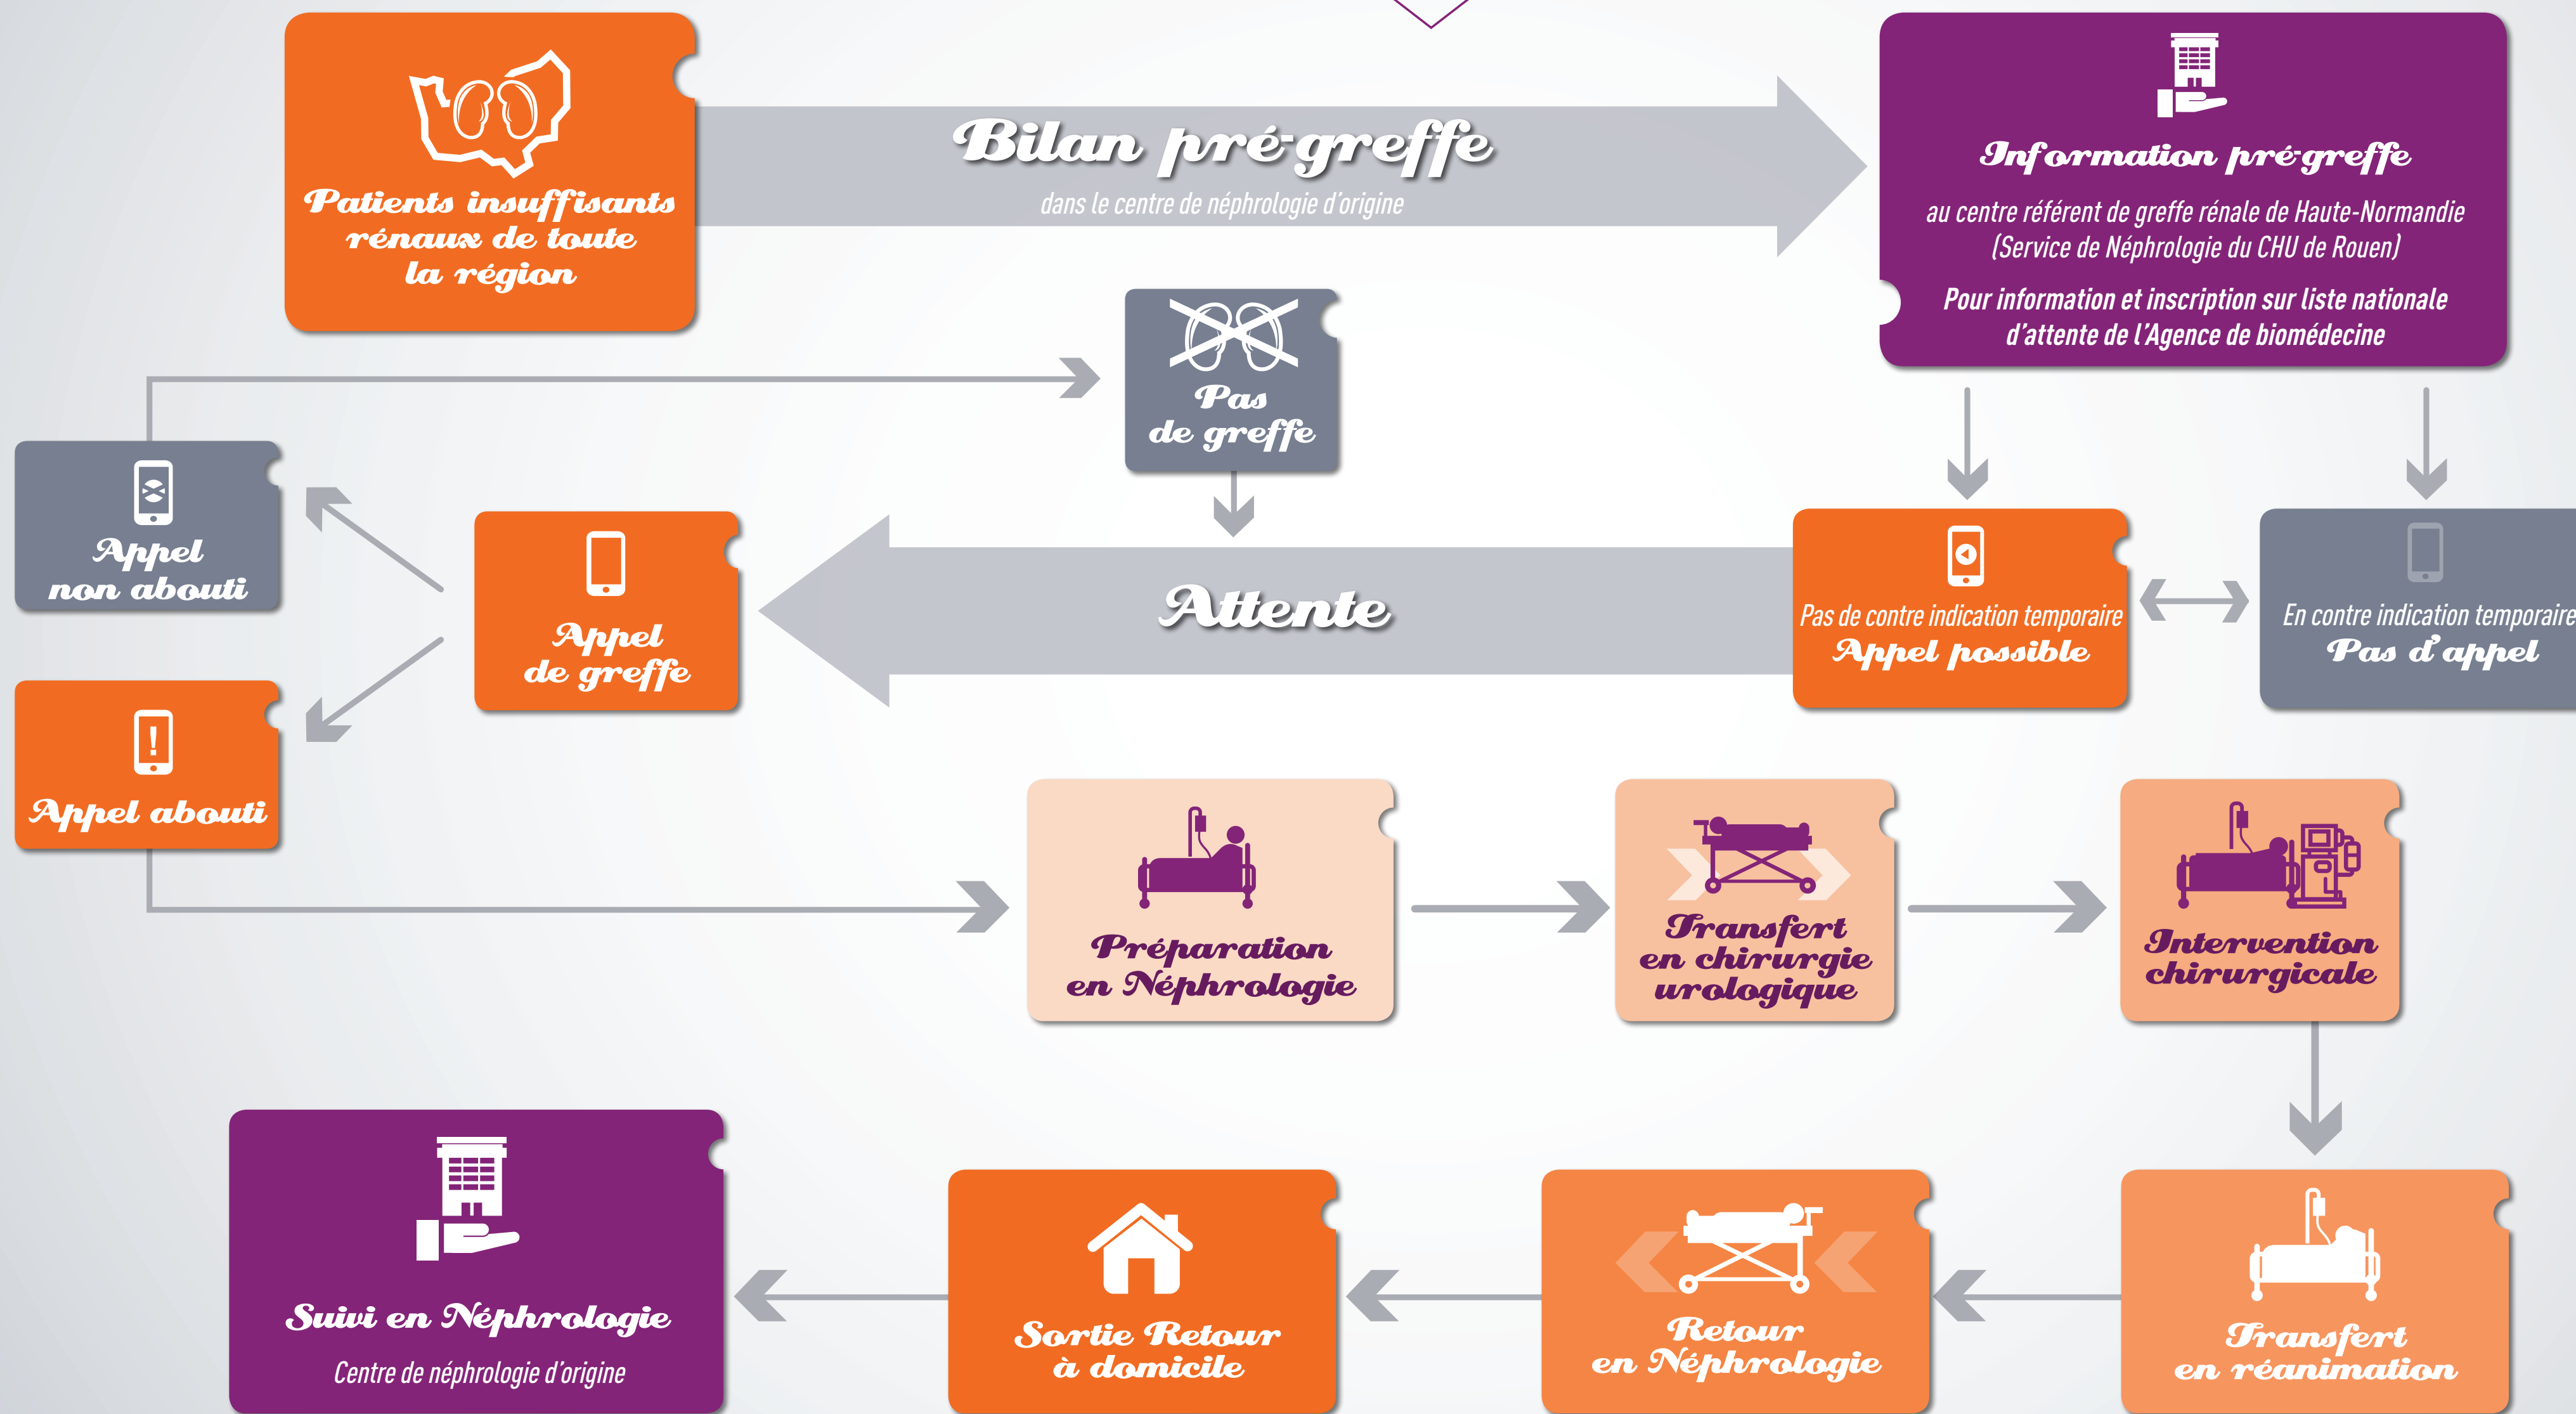 Patients insuffisants
rénaux de toute
la région
Bilan pré-greffe
dans le centre de néphrologie d'origine
Information pré-greffe
au centre référent de greffe rénale de Haute-Normandie
(Service de Néphrologie du CHU de Rouen)
Pour information et inscription sur liste nationale
d'attente de l'Agence de biomédecine
Pas
de greffe
Appel
non abouti
Appel
de greffe
Attente
Pas de contre indication temporaire
Appel possible
En contre indication temporaire
Pas d'appel
!
Appel abouti
Préparation
en Néphrologie
Transfert
en chirurgie
urologique
Intervention
chirurgicale
Suivi en Néphrologie
Centre de néphrologie d'origine
Sortie Retour
à domicile
Retour
en Néphrologie
Transfert
en réanimation